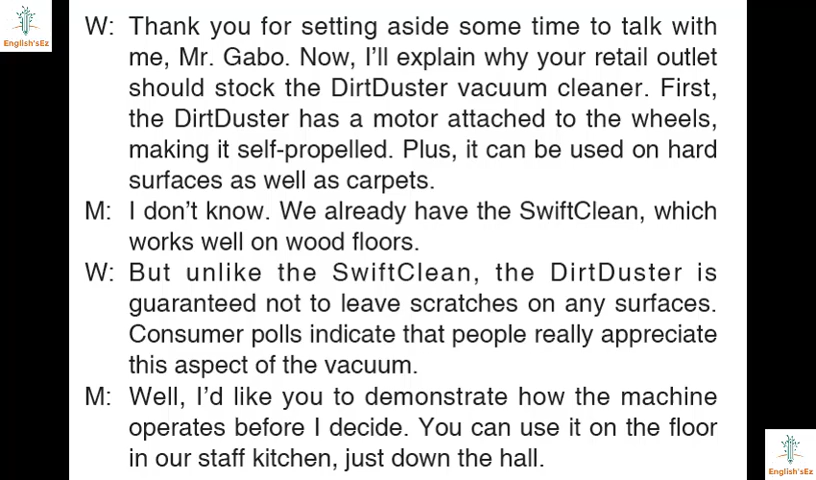 W: Thank you for setting aside some time to talk with
me, Mr. Gabo. Now, I'll explain why your retail outlet
should stock the DirtDuster vacuum cleaner. First,
the DirtDuster has a motor attached to the wheels,
making it self-propelled. Plus, it can be used on hard
surfaces as well as carpets.
M: I don't know. We already have the SwiftClean, which
works well on wood floors.
W: But unlike the SwiftClean, the DirtDuster is
guaranteed not to leave scratches on any surfaces.
Consumer polls indicate that people really appreciate
this aspect of the vacuum.
M: Well, I'd like you to demonstrate how the machine
operates before I decide. You can use it on the floor
in our staff kitchen, just down the hall.
English'sEz
English'sEz